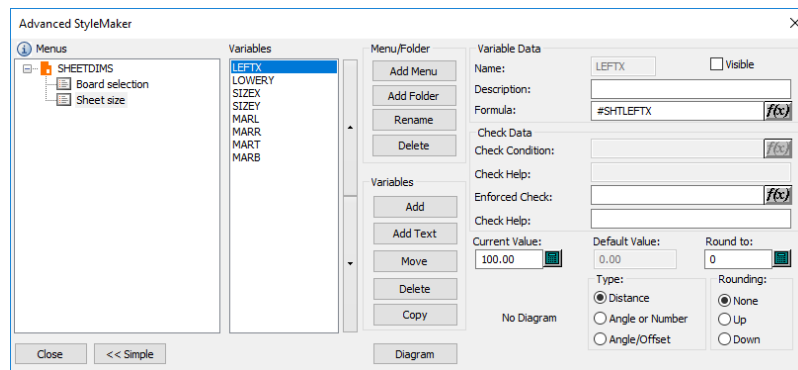 Advanced StyleMaker
Menus
SHEETDIMS
Board selection
Sheet size
Close
<< Simple
Variables
LEFTX
LOWERY
SIZEX
SIZEY
MARL
MARR
MART
MARB
Menu/Folder
Add Menu
Add Folder
Rename
Delete
Variables
Add
Add Text
Move
Delete
Copy
Diagram
Variable Data
Name:
LEFTX
Visible
Description:
Formula:
#SHTLEFTX
f(x)
Check Data
Check Condition:
f(x)
Check Help:
Enforced Check:
f(x)
Check Help:
Current Value:
100.00
Default Value:
0.00
Round to:
0
No Diagram
Type:
Distance
Angle or Number
Angle/Offset
Rounding:
None
Up
Down